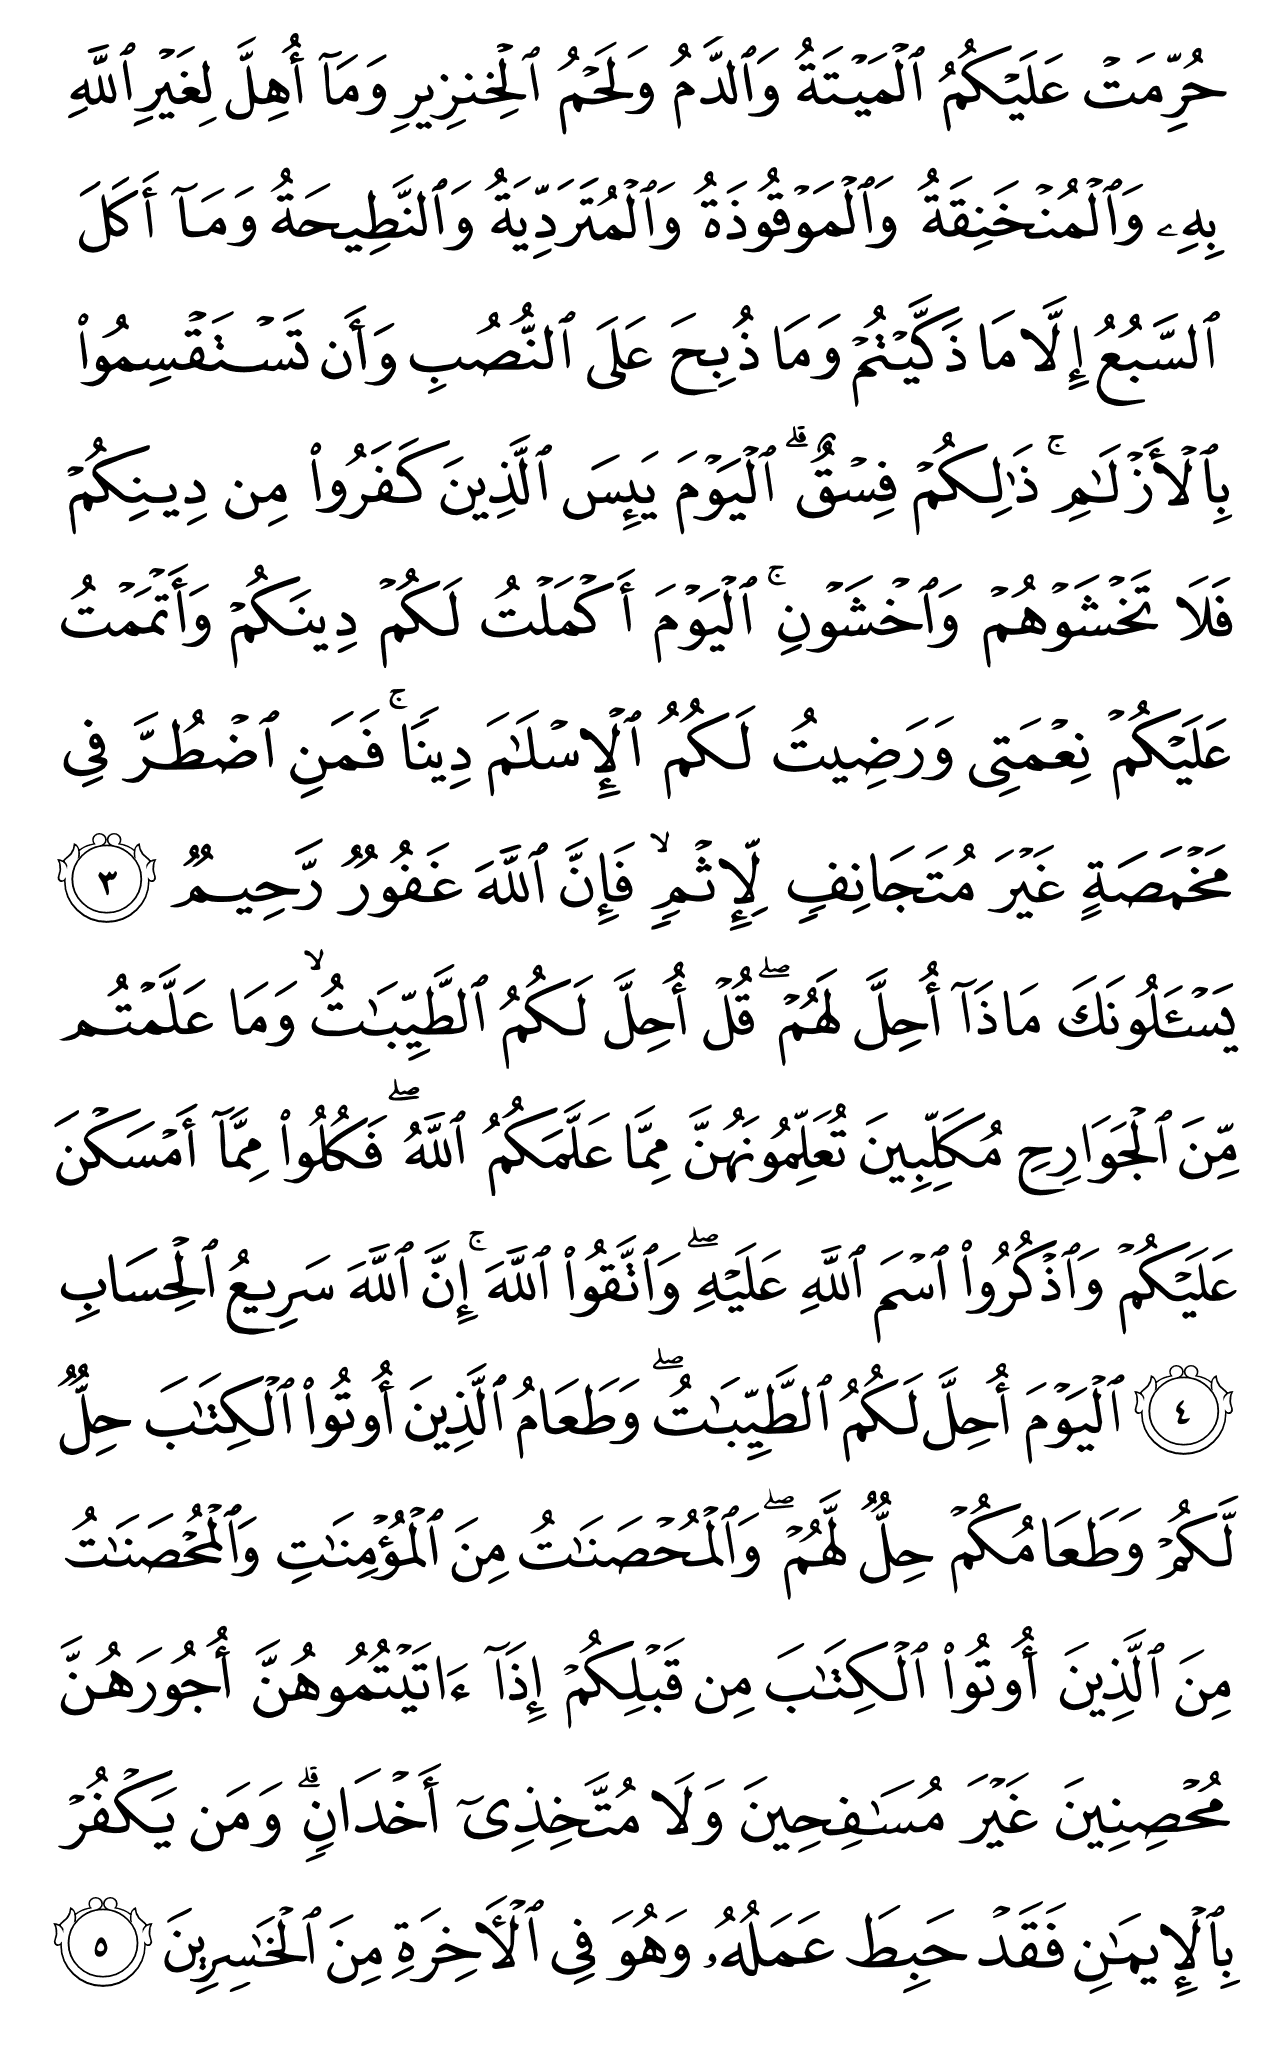 حُرِّمَتْ عَلَيْكُمُ ٱلْمَيْتَةُ وَٱلدَّمُ وَلَحْمُ ٱلْخِنزِيرِ وَمَآ أُهِلَّ لِغَيْرِ ٱللَّهِ
بِهِۦ وَٱلْمُنْخَنِقَةُ وَٱلْمَوْقُوذَةُ وَٱلْمُتَرَدِّيَةُ وَٱلنَّطِيحَةُ وَمَآ أَكَلَ
ٱلسَّبُعُ إِلَّا مَا ذَكَّيْتُمْ وَمَا ذُبِحَ عَلَى ٱلنُّصُبِ وَأَن تَسْتَقْسِمُوا۟
بِٱلْأَزْلَـٰمِ ۚ ذَٰلِكُمْ فِسْقٌ ۗ ٱلْيَوْمَ يَئِسَ ٱلَّذِينَ كَفَرُوا۟ مِن دِينِكُمْ
فَلَا تَخْشَوْهُمْ وَٱخْشَوْنِ ۚ ٱلْيَوْمَ أَكْمَلْتُ لَكُمْ دِينَكُمْ وَأَتْمَمْتُ
عَلَيْكُمْ نِعْمَتِى وَرَضِيتُ لَكُمُ ٱلْإِسْلَـٰمَ دِينًا ۚ فَمَنِ ٱضْطُرَّ فِى
مَخْمَصَةٍ غَيْرَ مُتَجَانِفٍ لِّإِثْمٍ ۙ فَإِنَّ ٱللَّهَ غَفُورٌ رَّحِيمٌ ٣
يَسْـَٔلُونَكَ مَاذَآ أُحِلَّ لَهُمْ ۖ قُلْ أُحِلَّ لَكُمُ ٱلطَّيِّبَـٰتُ ۙ وَمَا عَلَّمْتُم
مِّنَ ٱلْجَوَارِحِ مُكَلِّبِينَ تُعَلِّمُونَهُنَّ مِمَّا عَلَّمَكُمُ ٱللَّهُ ۖ فَكُلُوا۟ مِمَّآ أَمْسَكْنَ
عَلَيْكُمْ وَٱذْكُرُوا۟ ٱسْمَ ٱللَّهِ عَلَيْهِ ۖ وَٱتَّقُوا۟ ٱللَّهَ ۚ إِنَّ ٱللَّهَ سَرِيعُ ٱلْحِسَابِ
٤ ٱلْيَوْمَ أُحِلَّ لَكُمُ ٱلطَّيِّبَـٰتُ ۖ وَطَعَامُ ٱلَّذِينَ أُوتُوا۟ ٱلْكِتَـٰبَ حِلٌّ
لَّكُمْ وَطَعَامُكُمْ حِلٌّ لَّهُمْ ۖ وَٱلْمُحْصَنَـٰتُ مِنَ ٱلْمُؤْمِنَـٰتِ وَٱلْمُحْصَنَـٰتُ
مِنَ ٱلَّذِينَ أُوتُوا۟ ٱلْكِتَـٰبَ مِن قَبْلِكُمْ إِذَآ ءَاتَيْتُمُوهُنَّ أُجُورَهُنَّ
مُحْصِنِينَ غَيْرَ مُسَـٰفِحِينَ وَلَا مُتَّخِذِىٓ أَخْدَانٍ ۗ وَمَن يَكْفُرْ
بِٱلْإِيمَـٰنِ فَقَدْ حَبِطَ عَمَلُهُۥ وَهُوَ فِى ٱلْـَٔاخِرَةِ مِنَ ٱلْخَـٰسِرِينَ ٥